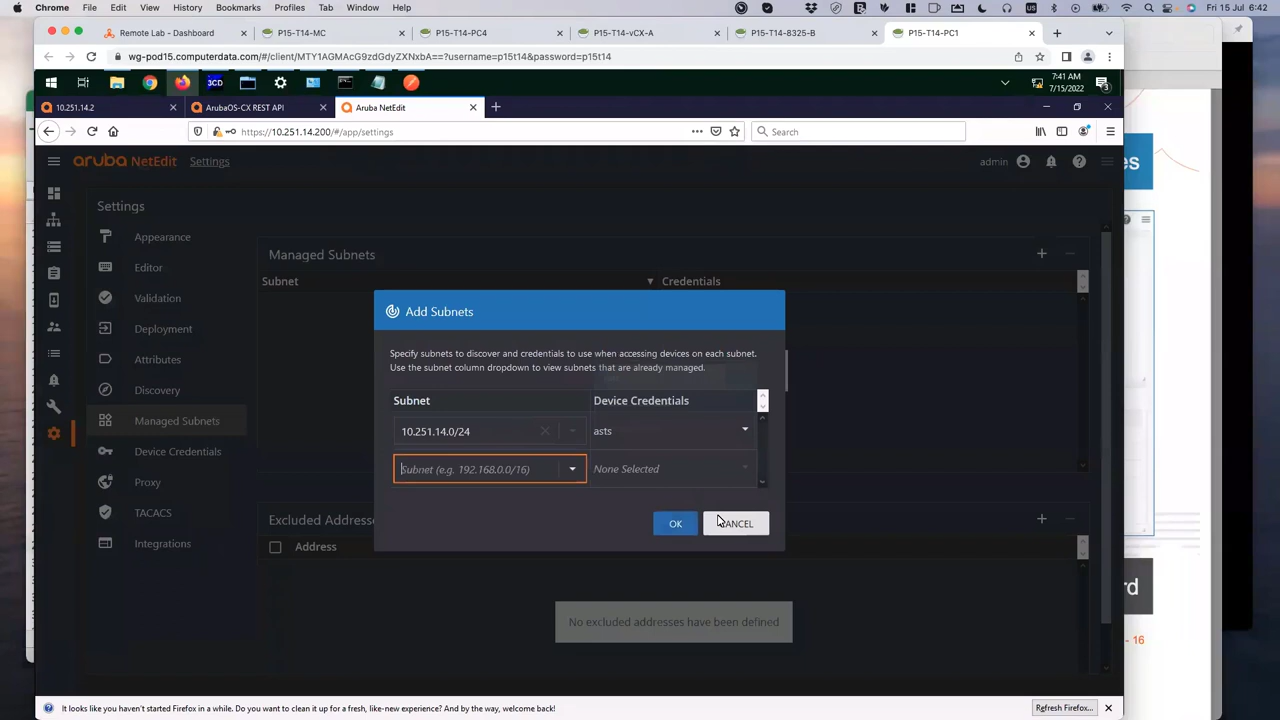 Chrome File Edit View History Bookmarks Profiles Tab Window Help
Fri 15 Jul 6:42
Remote Lab - Dashboard
P15-T14-MC
P15-T14-PC4
P15-T14-vCX-A
P15-T14-8325-B
P15-T14-PC1
wg-pod15.computerdata.com/#/client/MTY1AGMAcG9zdGdyZXNxbA==?username=p15t14&password=p15t14
7:41 AM
7/15/2022
3
10.251.14.2
ArubaOS-CX REST API
Aruba NetEdit
https://10.251.14.200/#/app/settings
Search
aruba NetEdit Settings
admin
es
Settings
Appearance
Editor
Validation
Deployment
Attributes
Discovery
Managed Subnets
Device Credentials
Proxy
TACACS
Integrations
Managed Subnets
Subnet
Credentials
Add Subnets
Specify subnets to discover and credentials to use when accessing devices on each subnet.
Use the subnet column dropdown to view subnets that are already managed.
Subnet
Device Credentials
10.251.14.0/24
asts
Subnet (e.g. 192.168.0.0/16)
None Selected
OK
CANCEL
Excluded Addresse
Address
No excluded addresses have been defined
rd
- 16
It looks like you haven't started Firefox in a while. Do you want to clean it up for a fresh, like-new experience? And by the way, welcome back!
Refresh Firefox...